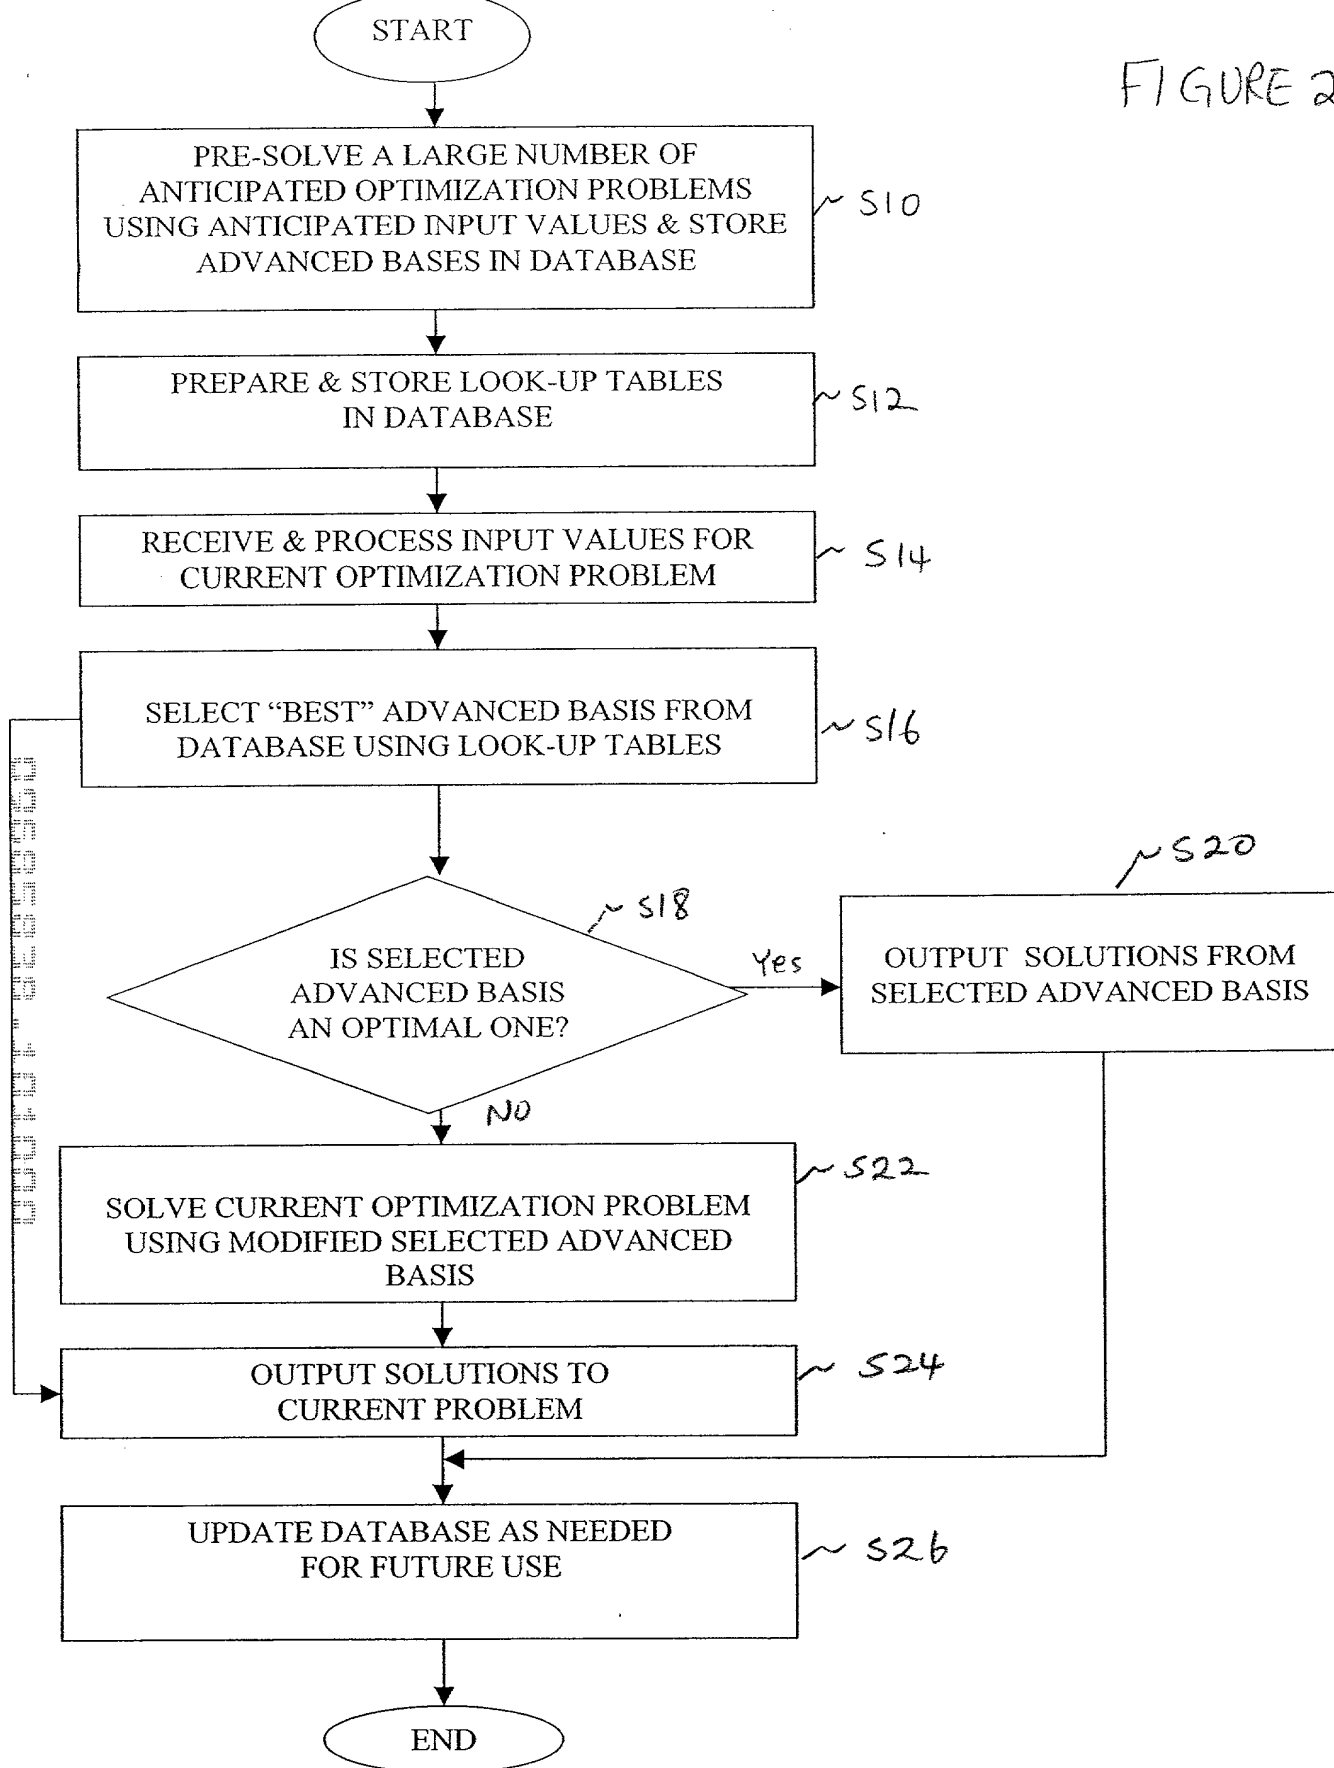 START
FIGURE 2
PRE-SOLVE A LARGE NUMBER OF
ANTICIPATED OPTIMIZATION PROBLEMS
USING ANTICIPATED INPUT VALUES & STORE
ADVANCED BASES IN DATABASE
S10
PREPARE & STORE LOOK-UP TABLES
IN DATABASE
S12
RECEIVE & PROCESS INPUT VALUES FOR
CURRENT OPTIMIZATION PROBLEM
S14
SELECT “BEST” ADVANCED BASIS FROM
DATABASE USING LOOK-UP TABLES
S16
IS SELECTED
ADVANCED BASIS
AN OPTIMAL ONE?
S18
Yes
S20
OUTPUT SOLUTIONS FROM
SELECTED ADVANCED BASIS
NO
SOLVE CURRENT OPTIMIZATION PROBLEM
USING MODIFIED SELECTED ADVANCED
BASIS
S22
OUTPUT SOLUTIONS TO
CURRENT PROBLEM
S24
UPDATE DATABASE AS NEEDED
FOR FUTURE USE
S26
END